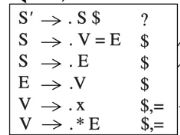 S' → . S $ ?
S → . V = E $
S → . E $
E → . V $
V → . x $,=
V → . * E $,=